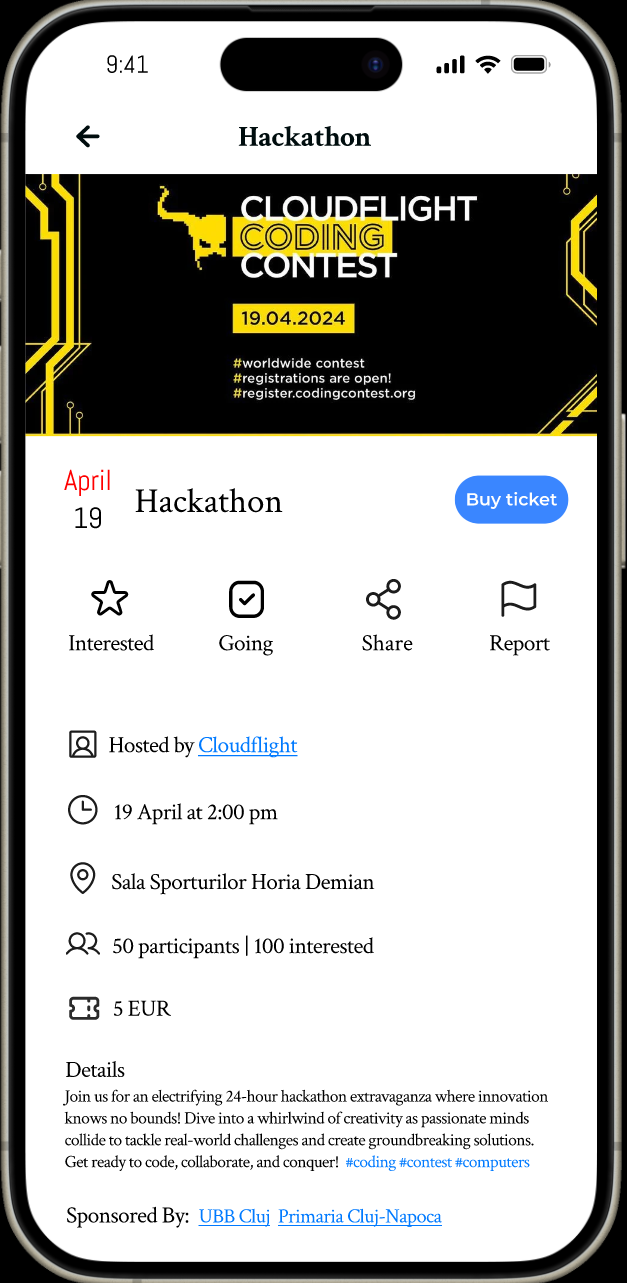 9:41
Hackathon
CLOUDFLIGHT
CODING
CONTEST
19.04.2024
#worldwide contest
#registrations are open!
#register.codingcontest.org
April
19
Hackathon
Buy ticket
Interested
Going
Share
Report
Hosted by Cloudflight
19 April at 2:00 pm
Sala Sporturilor Horia Demian
50 participants | 100 interested
5 EUR
Details
Join us for an electrifying 24-hour hackathon extravaganza where innovation
knows no bounds! Dive into a whirlwind of creativity as passionate minds
collide to tackle real-world challenges and create groundbreaking solutions.
Get ready to code, collaborate, and conquer! #coding #contest #computers
Sponsored By: UBB Cluj Primaria Cluj-Napoca